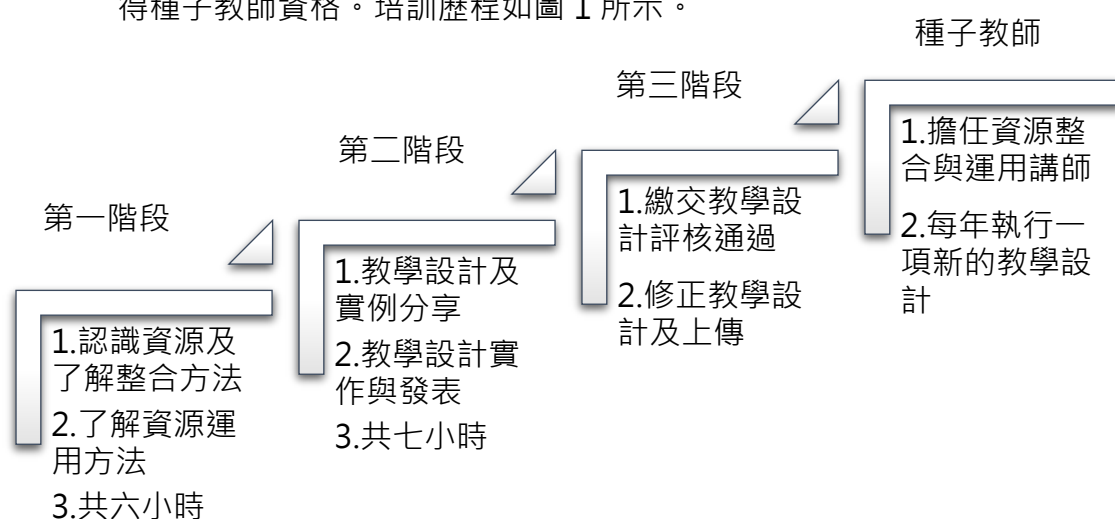 得種子教師資格。培訓歷程如圖 1 所示。
第一階段
1.認識資源及
了解整合方法
2.了解資源運
用方法
3.共六小時
第二階段
1.教學設計及
實例分享
2.教學設計實
作與發表
3.共七小時
第三階段
1.繳交教學設
計評核通過
2.修正教學設
計及上傳
種子教師
1.擔任資源整
合與運用講師
2.每年執行一
項新的教學設
計